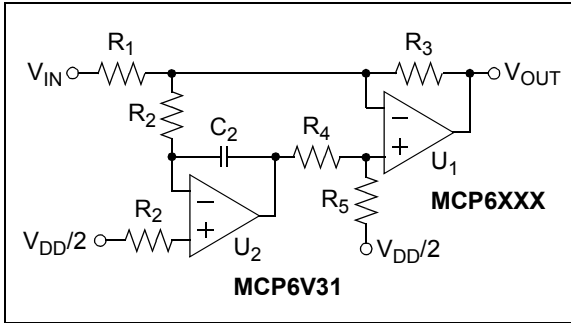 R1
R3
VIN
VOUT
R2
C2
R4
U1
R5
MCP6XXX
R2
VDD/2
U2
VDD/2
MCP6V31